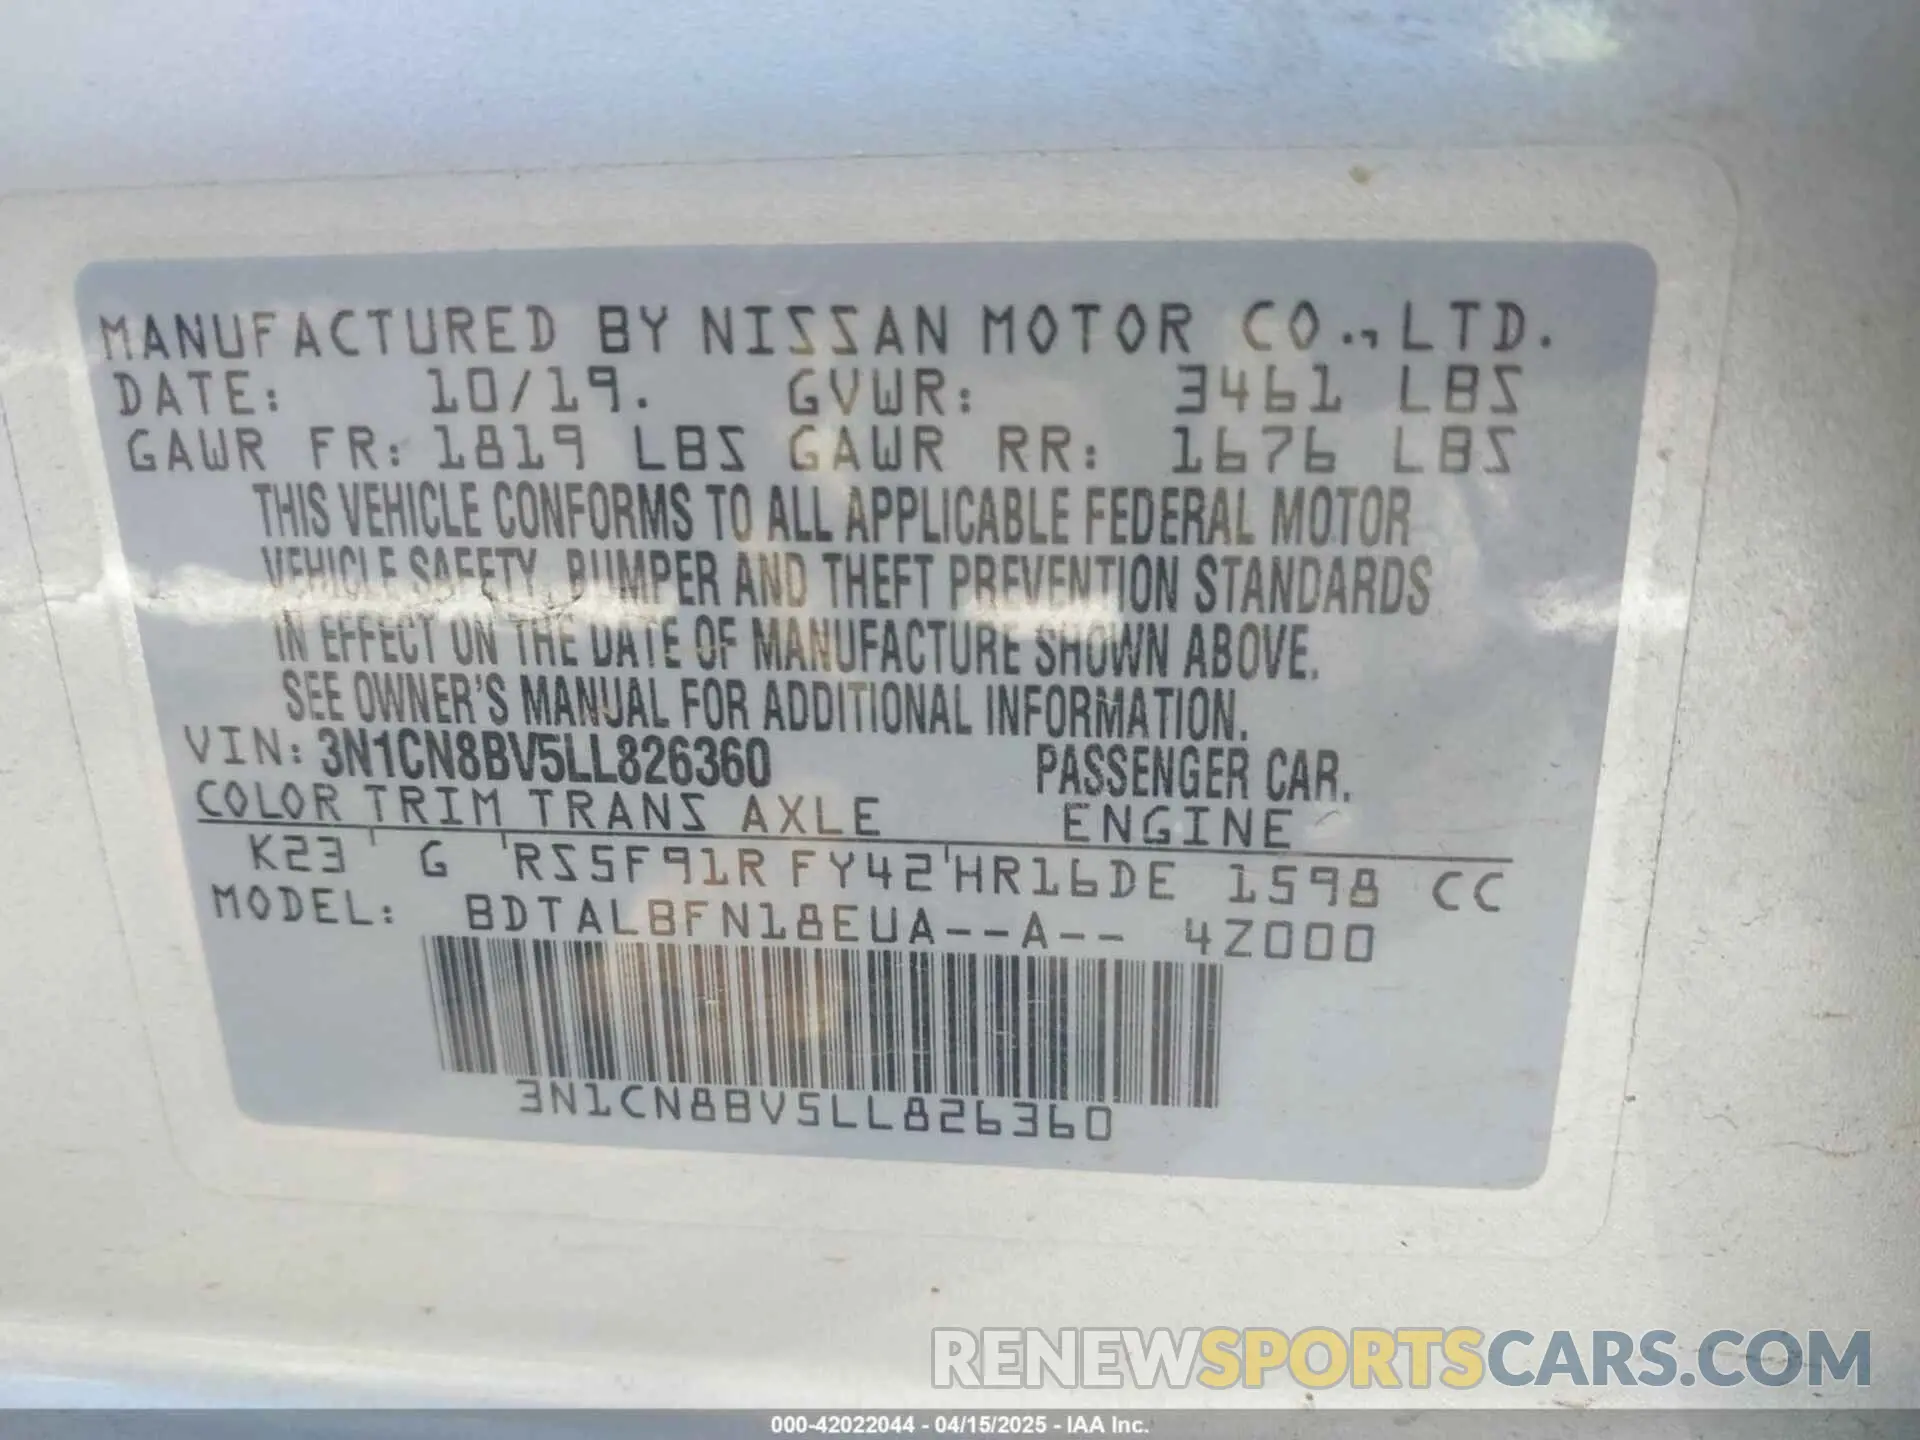 MANUFACTURED BY NISSAN MOTOR CO., LTD.
DATE: 10/19. GVWR: 3461 LBS
GAWR FR: 1819 LBS GAWR RR: 1676 LBS
THIS VEHICLE CONFORMS TO ALL APPLICABLE FEDERAL MOTOR
VEHICLE SAFETY, BUMPER AND THEFT PREVENTION STANDARDS
IN EFFECT ON THE DATE OF MANUFACTURE SHOWN ABOVE.
SEE OWNER'S MANUAL FOR ADDITIONAL INFORMATION.
VIN: 3N1CN8BV5LL826360 PASSENGER CAR.
COLOR TRIM TRANS AXLE ENGINE
K23 ' G ' RS5F91R FY42 ' HR16DE 1598 CC
MODEL: BDTALBFN18EUA--A-- 4Z000
3N1CN8BV5LL826360
RENEWSPORTSCARS.COM
000-42022044 - 04/15/2025 - IAA Inc.